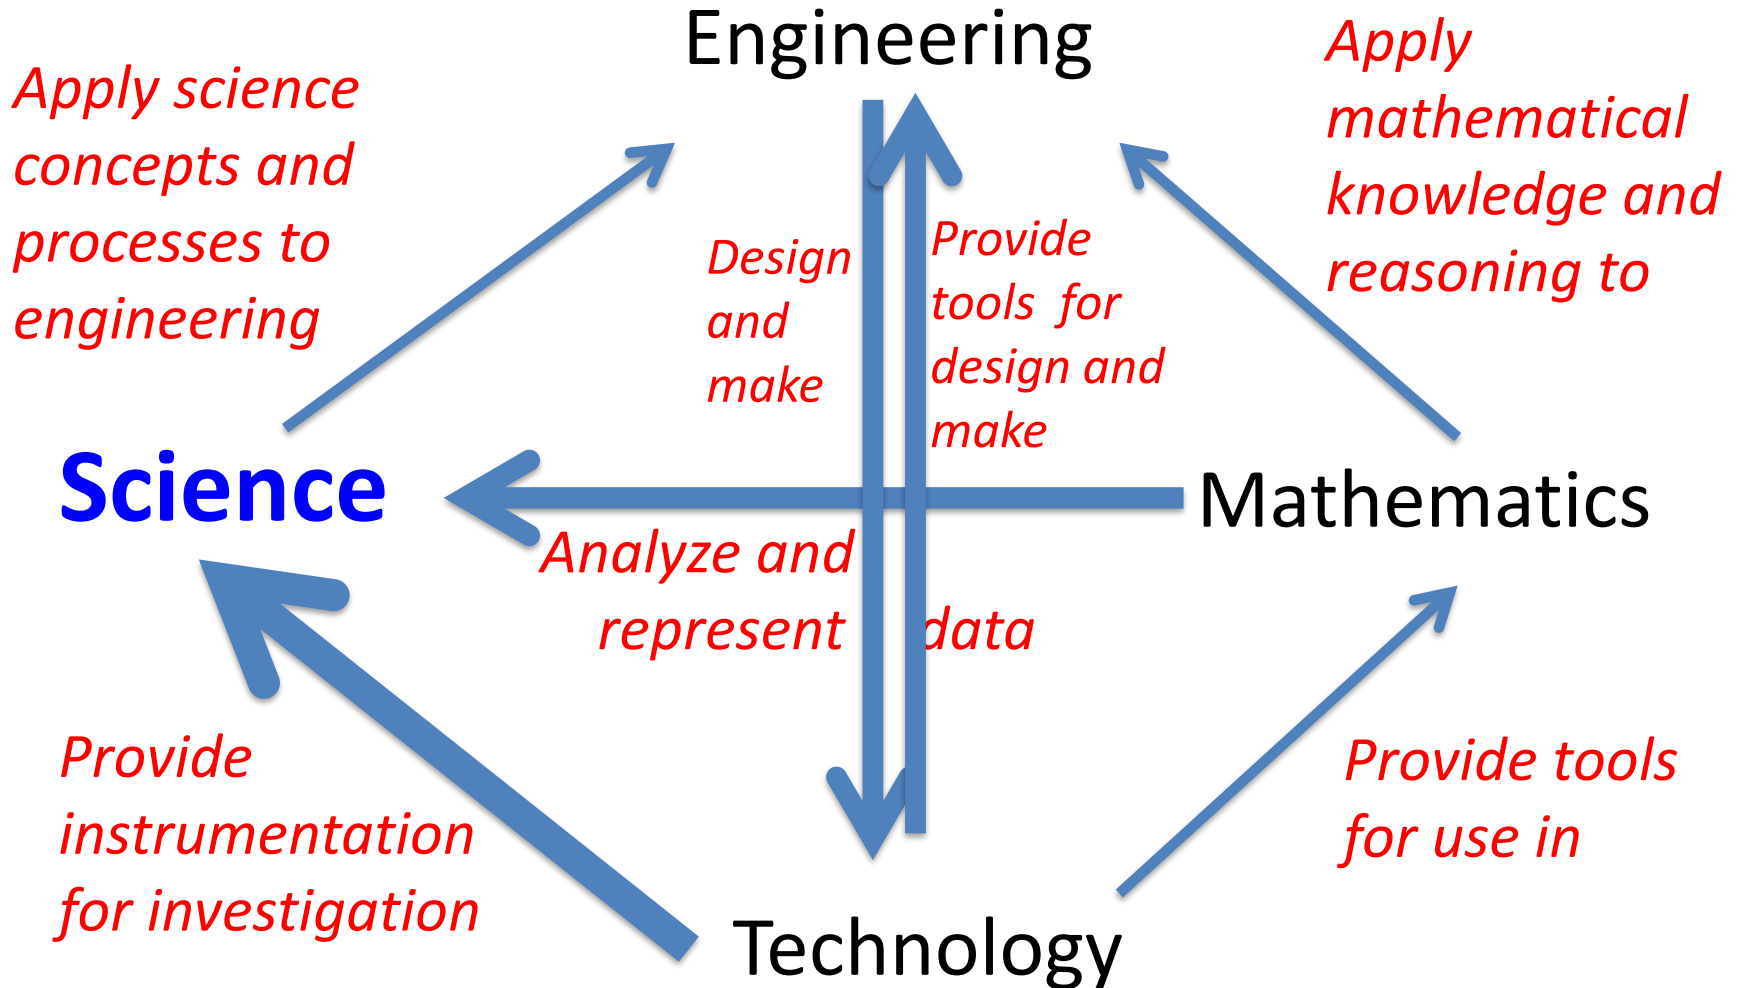 Engineering
Apply science
concepts and
processes to
engineering
Apply
mathematical
knowledge and
reasoning to
Design
and
make
Provide
tools for
design and
make
Science
Mathematics
Analyze and
represent data
Provide
instrumentation
for investigation
Provide tools
for use in
Technology